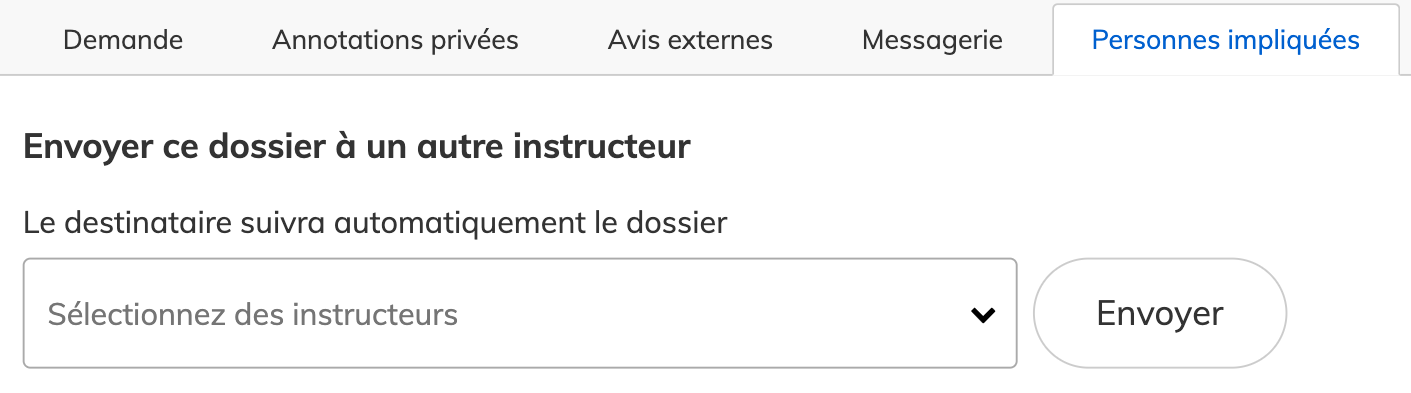 Demande Annotations privées Avis externes Messagerie Personnes impliquées
Envoyer ce dossier à un autre instructeur
Le destinataire suivra automatiquement le dossier
Sélectionnez des instructeurs Envoyer